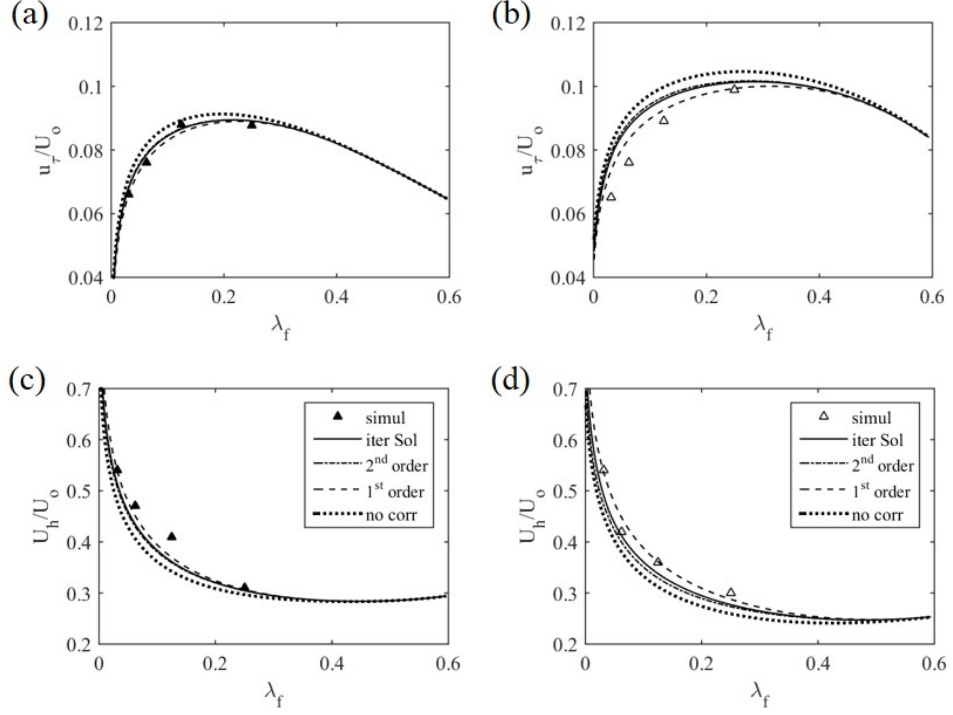 (a)
0.12
0.1
0.08
0.06
0.04
u_τ/U_o
0 0.2 0.4 0.6
λ_f
(b)
0.12
0.1
0.08
0.06
0.04
u_τ/U_o
0 0.2 0.4 0.6
λ_f
(c)
0.7
0.6
0.5
0.4
0.3
0.2
U_h/U_o
simul
iter Sol
2nd order
1st order
no corr
0 0.2 0.4 0.6
λ_f
(d)
0.7
0.6
0.5
0.4
0.3
0.2
U_h/U_o
simul
iter Sol
2nd order
1st order
no corr
0 0.2 0.4 0.6
λ_f